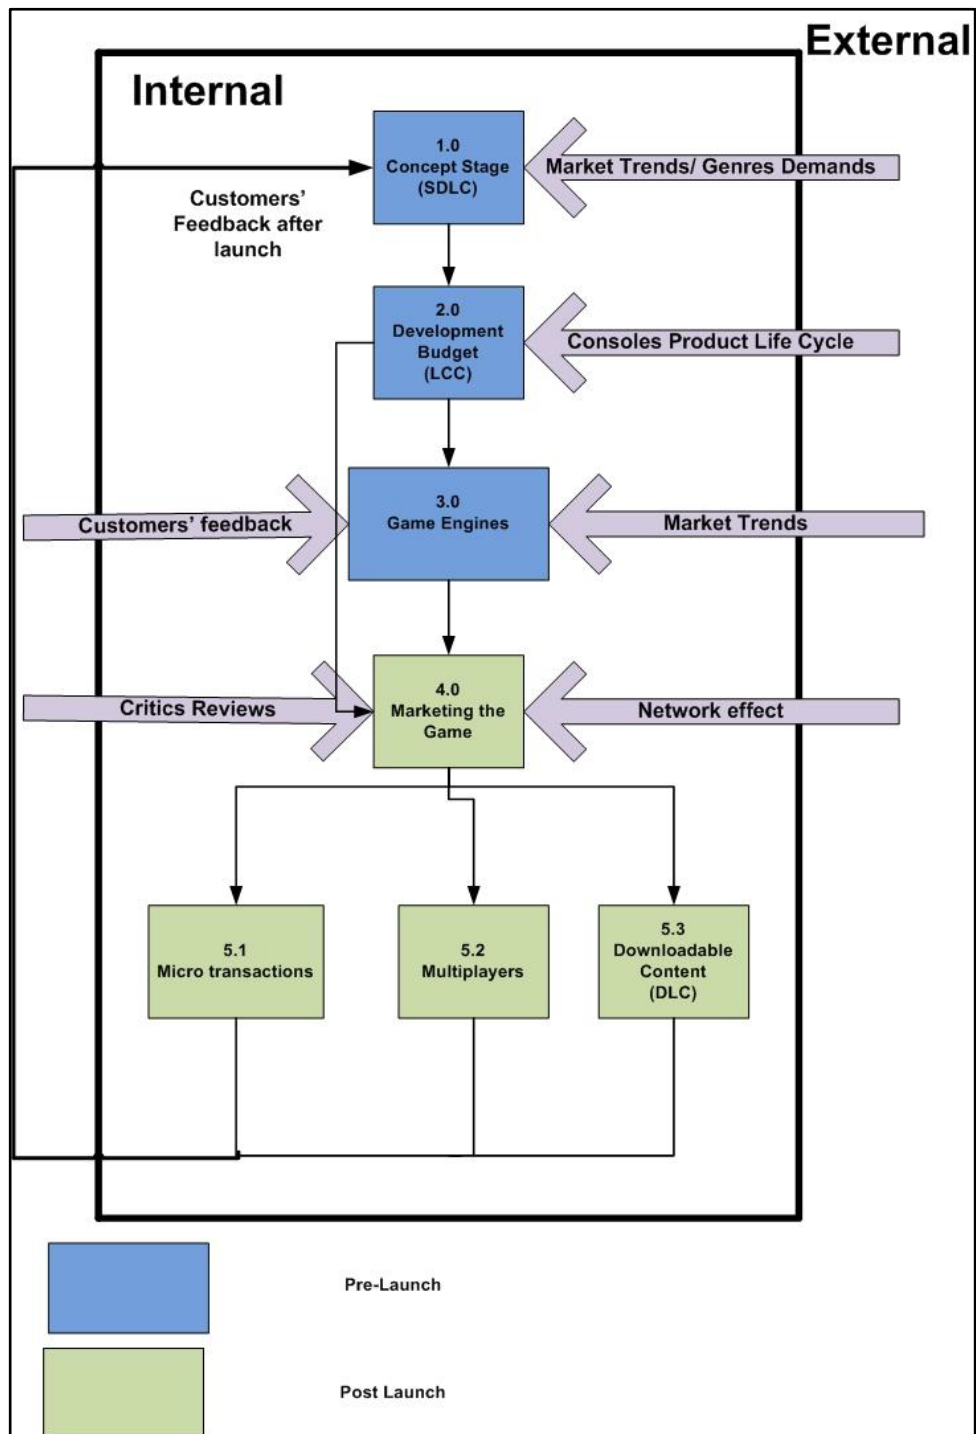 External
Internal
1.0
Concept Stage
(SDLC)
Market Trends/ Genres Demands
Customers’
Feedback after
launch
2.0
Development
Budget
(LCC)
Consoles Product Life Cycle
Customers’ feedback
3.0
Game Engines
Market Trends
Critics Reviews
4.0
Marketing the
Game
Network effect
5.1
Micro transactions
5.2
Multiplayers
5.3
Downloadable
Content
(DLC)
Pre-Launch
Post Launch